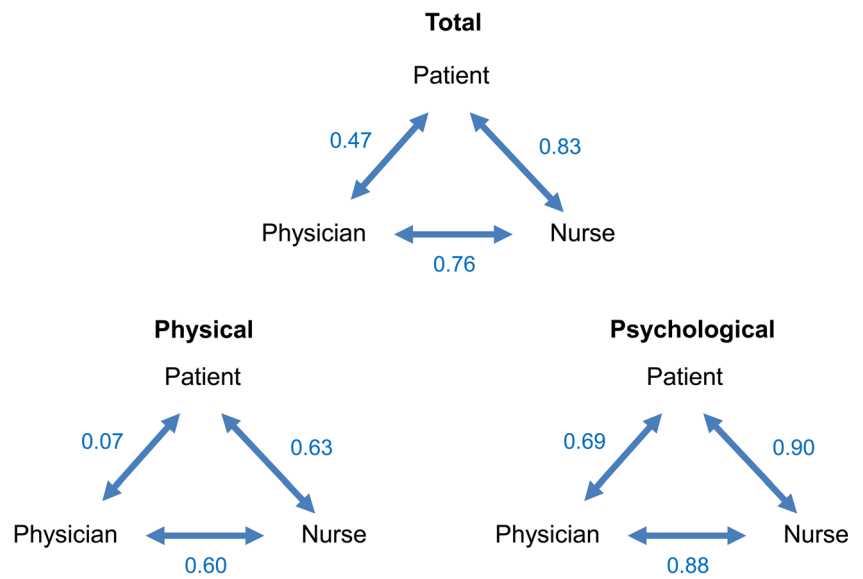 Total
Patient
0.47
0.83
Physician
Nurse
0.76
Physical
Patient
0.07
0.63
Physician
Nurse
0.60
Psychological
Patient
0.69
0.90
Physician
Nurse
0.88